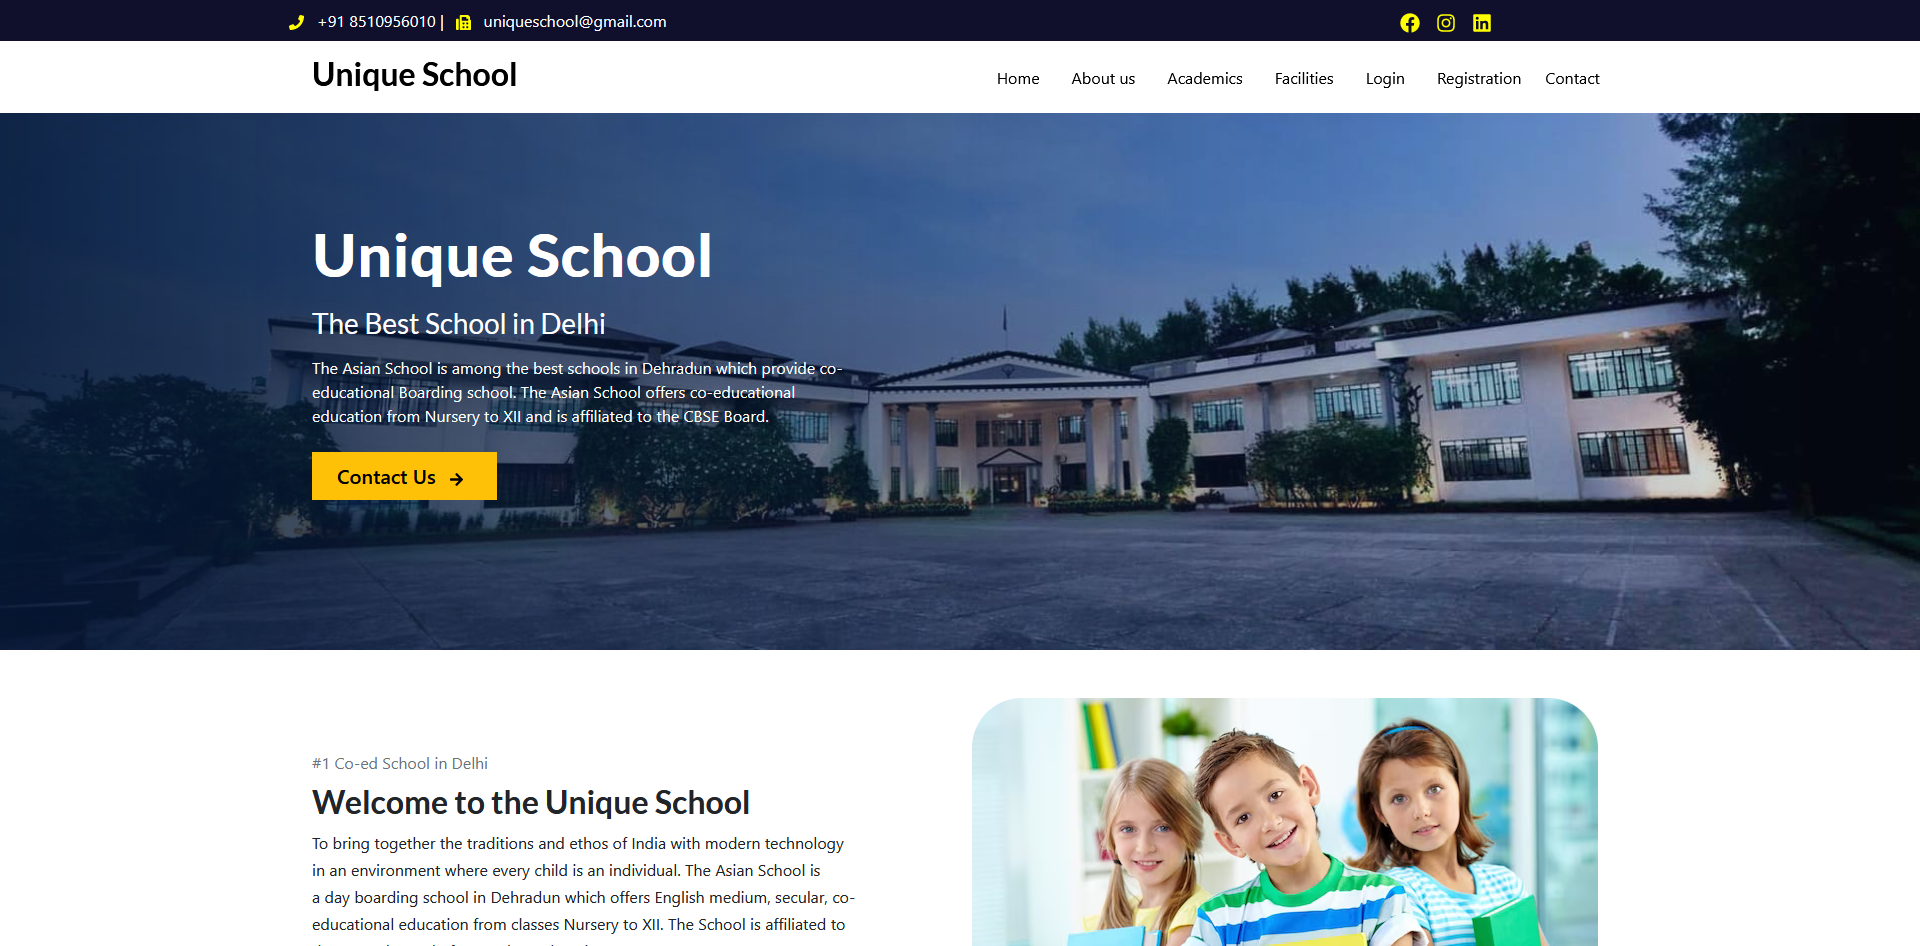 +91 8510956010 | uniqueschool@gmail.com
Unique School
Home About us Academics Facilities Login Registration Contact
Unique School
The Best School in Delhi
The Asian School is among the best schools in Dehradun which provide co-
educational Boarding school. The Asian School offers co-educational
education from Nursery to XII and is affiliated to the CBSE Board.
Contact Us
#1 Co-ed School in Delhi
Welcome to the Unique School
To bring together the traditions and ethos of India with modern technology
in an environment where every child is an individual. The Asian School is
a day boarding school in Dehradun which offers English medium, secular, co-
educational education from classes Nursery to XII. The School is affiliated to